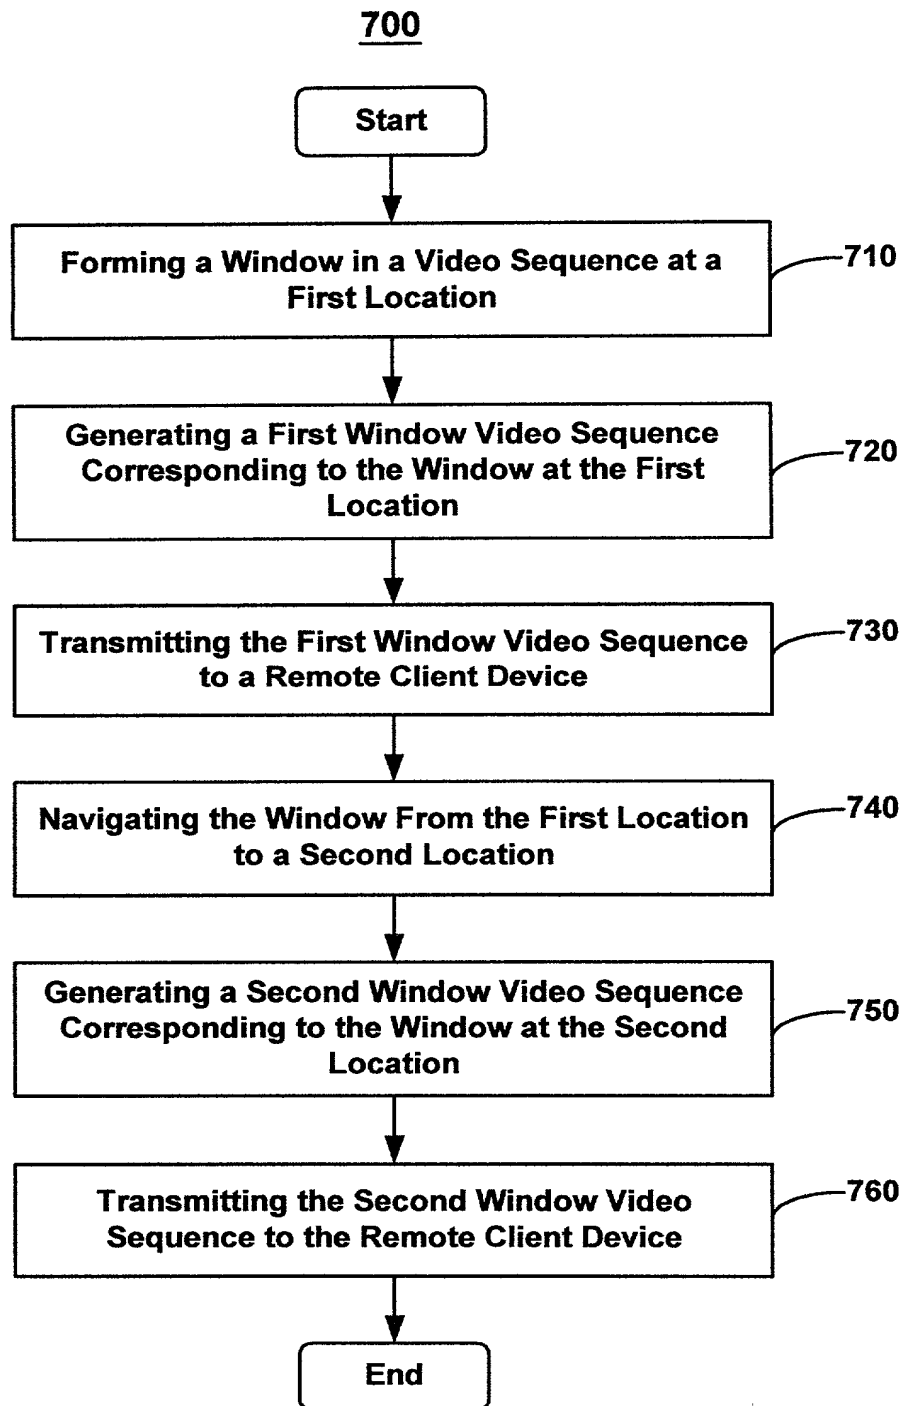 700
Start
Forming a Window in a Video Sequence at a
First Location
710
Generating a First Window Video Sequence
Corresponding to the Window at the First
Location
720
Transmitting the First Window Video Sequence
to a Remote Client Device
730
Navigating the Window From the First Location
to a Second Location
740
Generating a Second Window Video Sequence
Corresponding to the Window at the Second
Location
750
Transmitting the Second Window Video
Sequence to the Remote Client Device
760
End